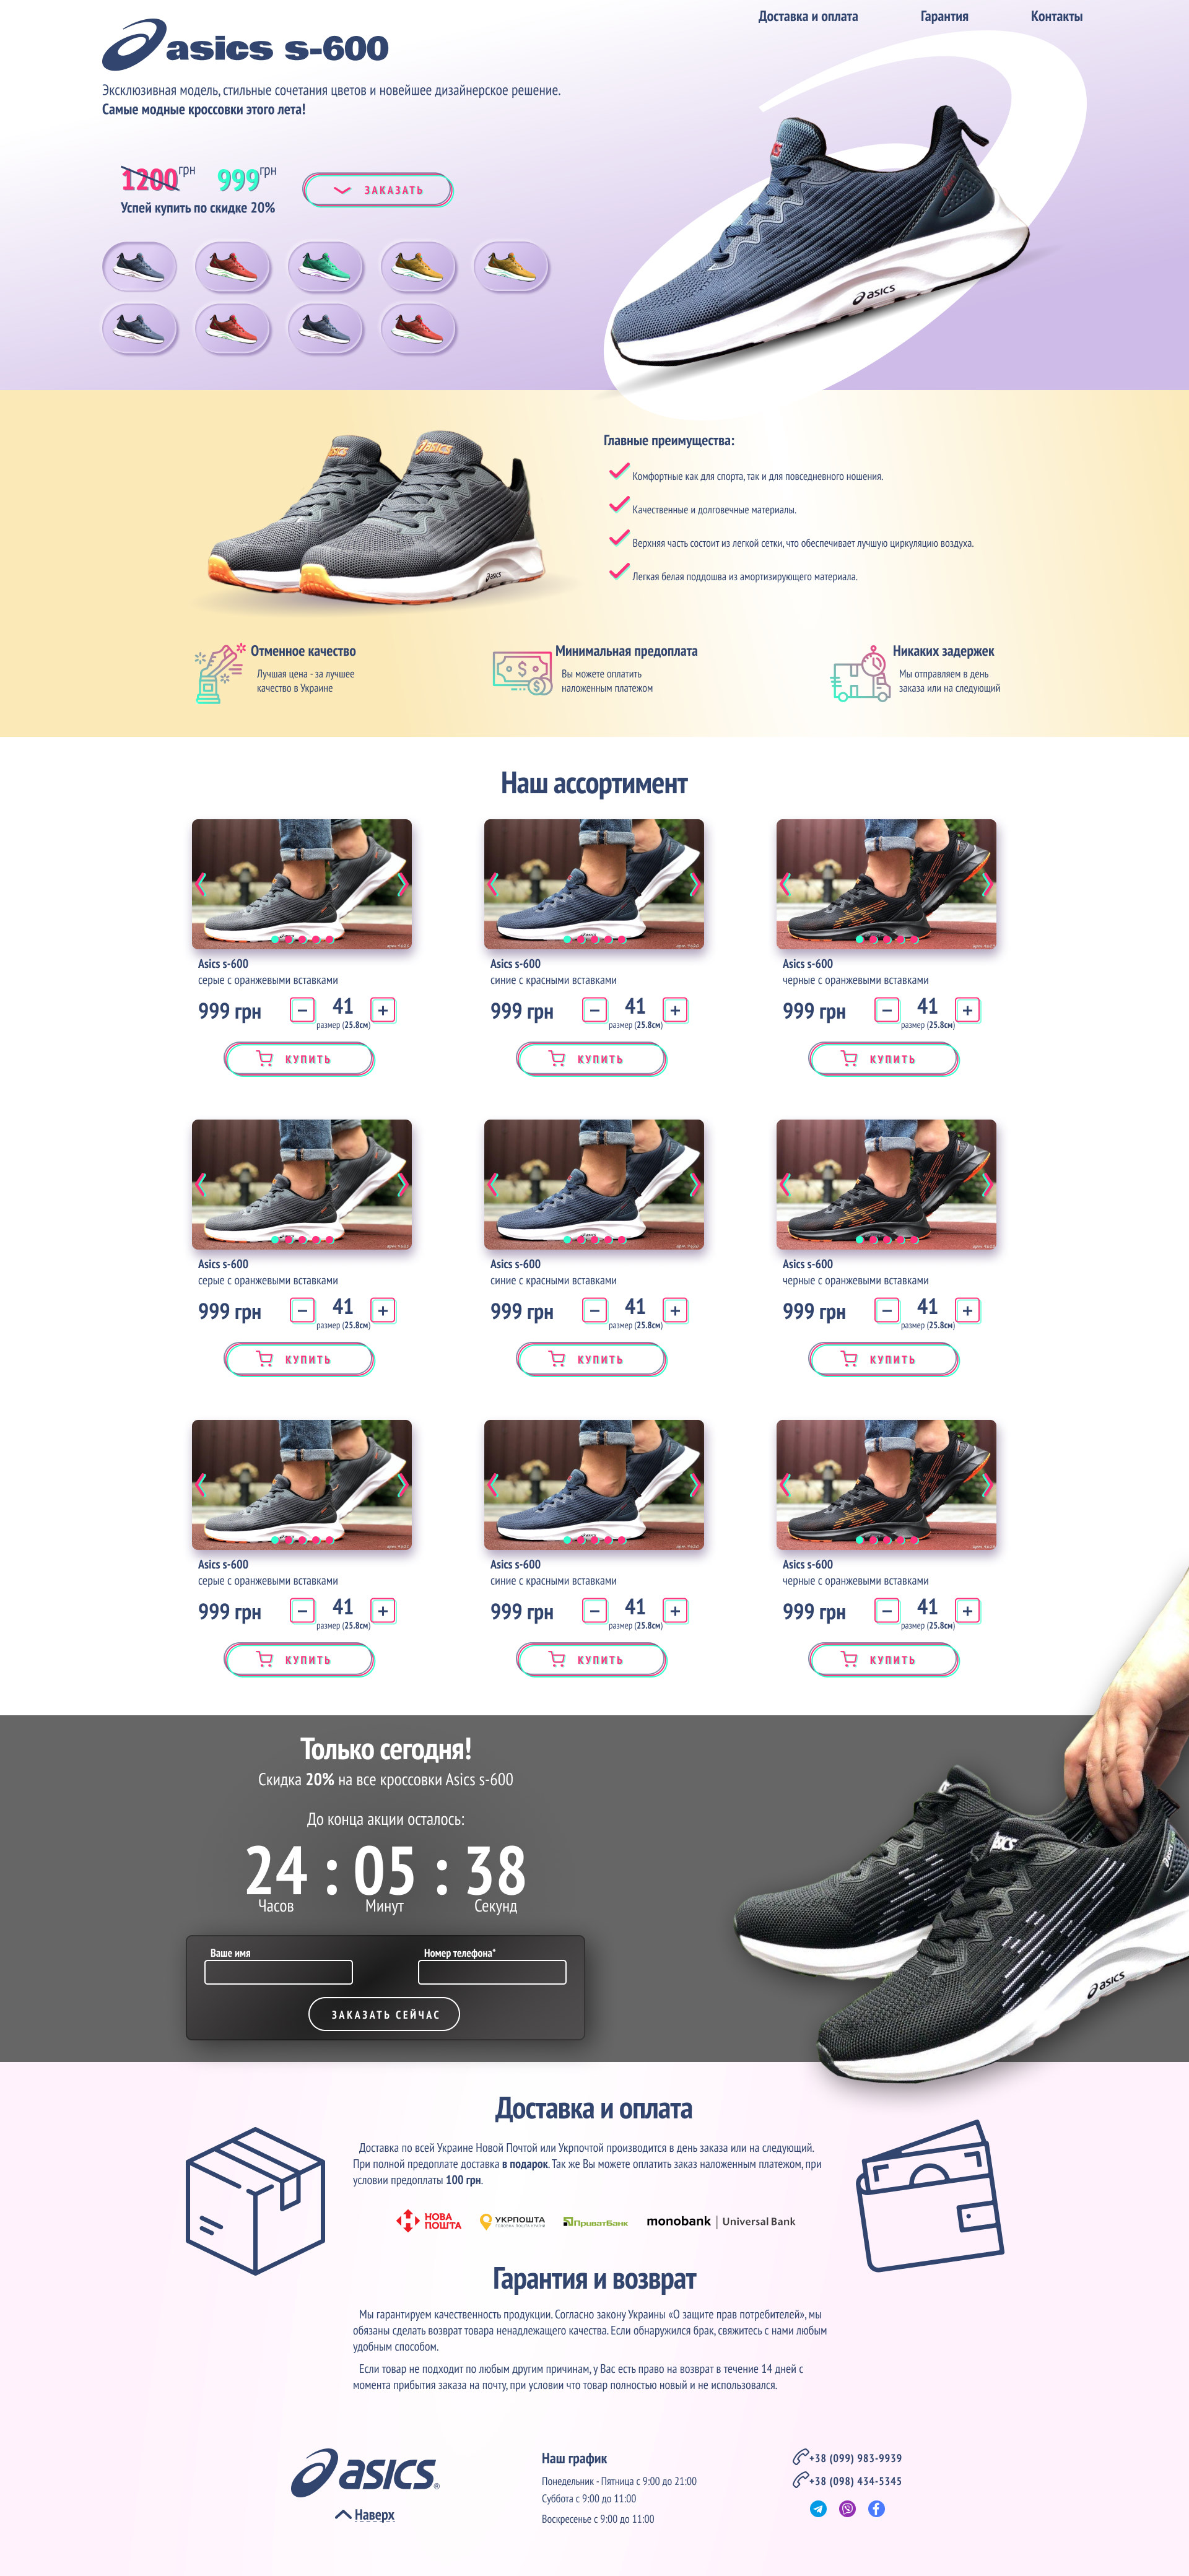 Доставка и оплата Гарантия Контакты
asics s-600
Эксклюзивная модель, стильные сочетания цветов и новейшее дизайнерское решение.
Самые модные кроссовки этого лета!
1200 грн 999 грн
ЗАКАЗАТЬ
Успей купить по скидке 20%
asics
Главные преимущества:
Комфортные как для спорта, так и для повседневного ношения.
Качественные и долговечные материалы.
Верхняя часть состоит из легкой сетки, что обеспечивает лучшую циркуляцию воздуха.
Легкая белая поддошва из амортизирующего материала.
Отменное качество
Лучшая цена - за лучшее
качество в Украине
Минимальная предоплата
Вы можете оплатить
наложенным платежом
Никаких задержек
Мы отправляем в день
заказа или на следующий
Наш ассортимент
Asics s-600
серые с оранжевыми вставками
999 грн − 41 +
размер (25.8см)
КУПИТЬ
Asics s-600
синие с красными вставками
999 грн − 41 +
размер (25.8см)
КУПИТЬ
Asics s-600
черные с оранжевыми вставками
999 грн − 41 +
размер (25.8см)
КУПИТЬ
Asics s-600
серые с оранжевыми вставками
999 грн − 41 +
размер (25.8см)
КУПИТЬ
Asics s-600
синие с красными вставками
999 грн − 41 +
размер (25.8см)
КУПИТЬ
Asics s-600
черные с оранжевыми вставками
999 грн − 41 +
размер (25.8см)
КУПИТЬ
Asics s-600
серые с оранжевыми вставками
999 грн − 41 +
размер (25.8см)
КУПИТЬ
Asics s-600
синие с красными вставками
999 грн − 41 +
размер (25.8см)
КУПИТЬ
Asics s-600
черные с оранжевыми вставками
999 грн − 41 +
размер (25.8см)
КУПИТЬ
Только сегодня!
Скидка 20% на все кроссовки Asics s-600
До конца акции осталось:
24 : 05 : 38
Часов Минут Секунд
Ваше имя Номер телефона*
ЗАКАЗАТЬ СЕЙЧАС
asics
Доставка и оплата
Доставка по всей Украине Новой Почтой или Укрпочтой производится в день заказа или на следующий.
При полной предоплате доставка в подарок. Так же Вы можете оплатить заказ наложенным платежом, при
условии предоплаты 100 грн.
НОВА
ПОШТА
УКРПОШТА
ПриватБанк
monobank | Universal Bank
Гарантия и возврат
Мы гарантируем качественность продукции. Согласно закону Украины «О защите прав потребителей», мы
обязаны сделать возврат товара ненадлежащего качества. Если обнаружился брак, свяжитесь с нами любым
удобным способом.
Если товар не подходит по любым другим причинам, у Вас есть право на возврат в течение 14 дней с
момента прибытия заказа на почту, при условии что товар полностью новый и не использовался.
asics®
Наверх
Наш график
Понедельник - Пятница с 9:00 до 21:00
Суббота с 9:00 до 11:00
Воскресенье с 9:00 до 11:00
+38 (099) 983-9939
+38 (098) 434-5345